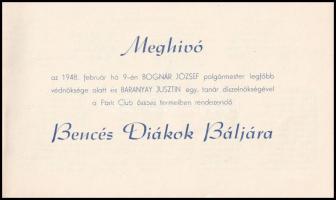 Meghivó
az 1948. február hó 9-én BOGNÁR JÓZSEF polgármester legfőbb
védnöksége alatt és BARANYAY JUSZTIN egy. tanár díszelnökségével
a Park Club összes termeiben rendezendő
Bencés Diákok Báljára